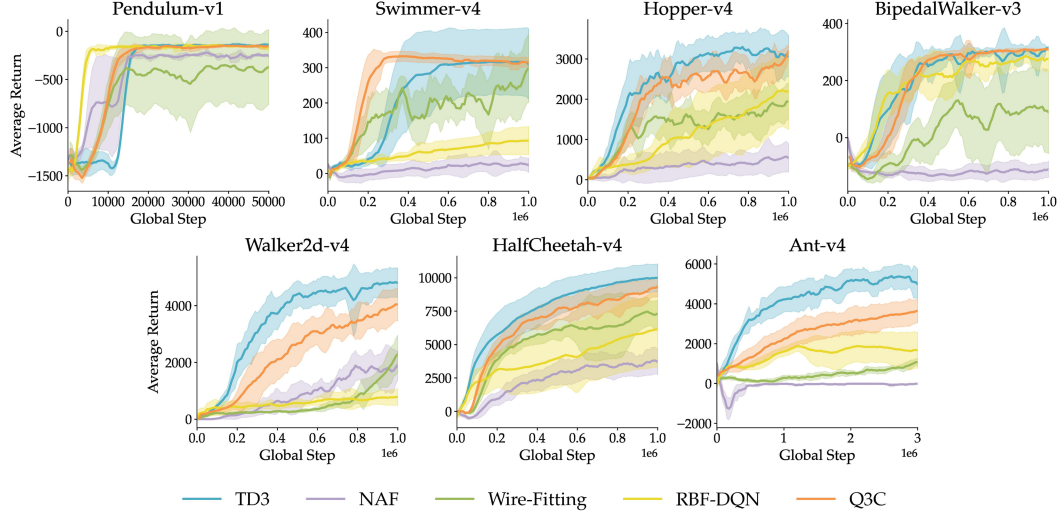 Pendulum-v1
Swimmer-v4
Hopper-v4
BipedalWalker-v3
Average Return
0
−500
−1000
−1500
0 10000 20000 30000 40000 50000
Global Step
400
300
200
100
0
0.0 0.2 0.4 0.6 0.8 1.0
Global Step
1e6
3000
2000
1000
0
0.0 0.2 0.4 0.6 0.8 1.0
Global Step
1e6
200
0
0.0 0.2 0.4 0.6 0.8 1.0
Global Step
1e6
Walker2d-v4
HalfCheetah-v4
Ant-v4
Average Return
4000
2000
0
0.0 0.2 0.4 0.6 0.8 1.0
Global Step
1e6
10000
7500
5000
2500
0
0.0 0.2 0.4 0.6 0.8 1.0
Global Step
1e6
6000
4000
2000
0
−2000
0 1 2 3
Global Step
1e6
TD3
NAF
Wire-Fitting
RBF-DQN
Q3C